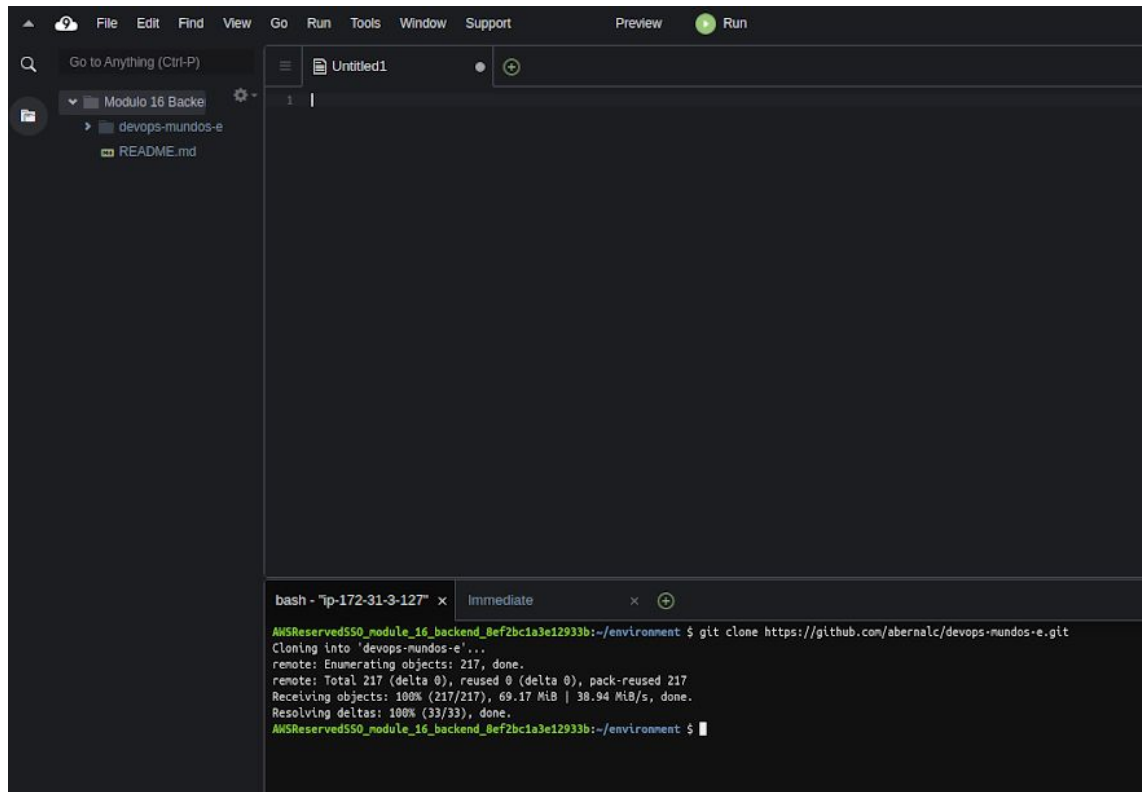 File Edit Find View Go Run Tools Window Support Preview Run
Go to Anything (Ctrl-P)
Untitled1
Modulo 16 Backe
devops-mundos-e
README.md
1
bash - "ip-172-31-3-127" × Immediate ×
AWSReservedSSO_module_16_backend_8ef2bc1a3e12933b:~/environment $ git clone https://github.com/abernalc/devops-mundos-e.git
Cloning into 'devops-mundos-e'...
remote: Enumerating objects: 217, done.
remote: Total 217 (delta 0), reused 0 (delta 0), pack-reused 217
Receiving objects: 100% (217/217), 69.17 MiB | 38.94 MiB/s, done.
Resolving deltas: 100% (33/33), done.
AWSReservedSSO_module_16_backend_8ef2bc1a3e12933b:~/environment $